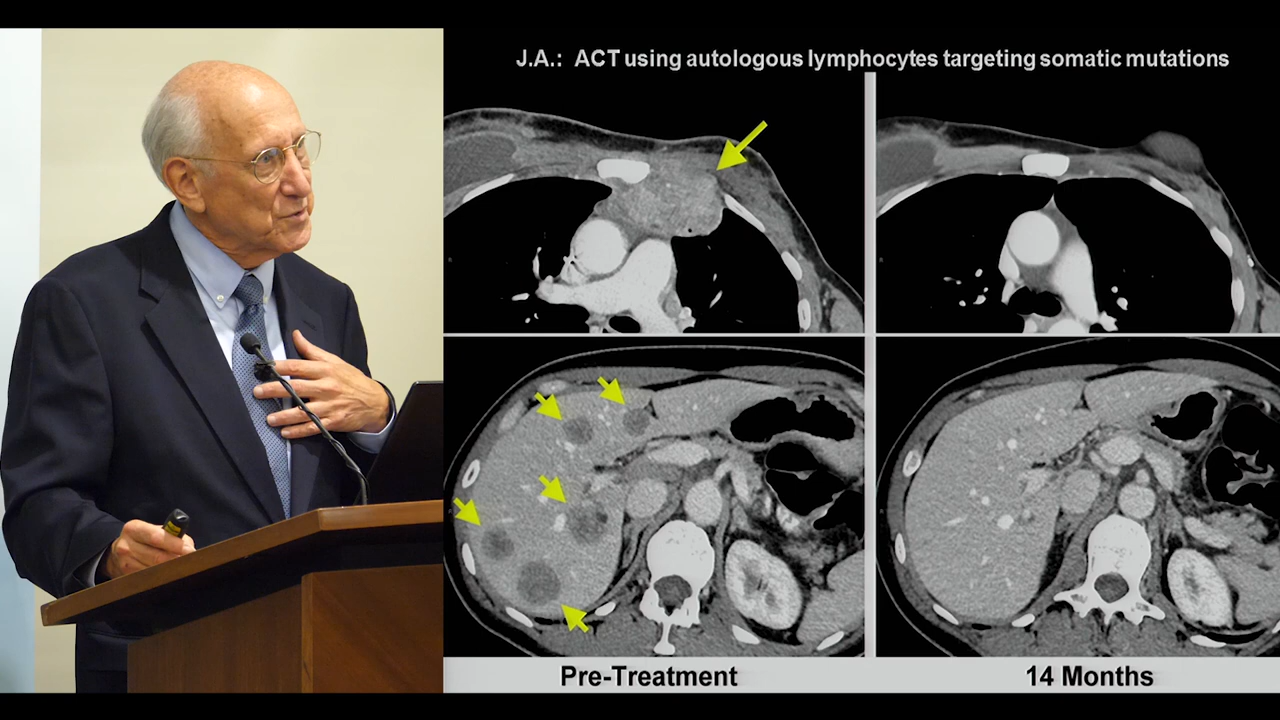 J.A.: ACT using autologous lymphocytes targeting somatic mutations
Pre-Treatment
14 Months